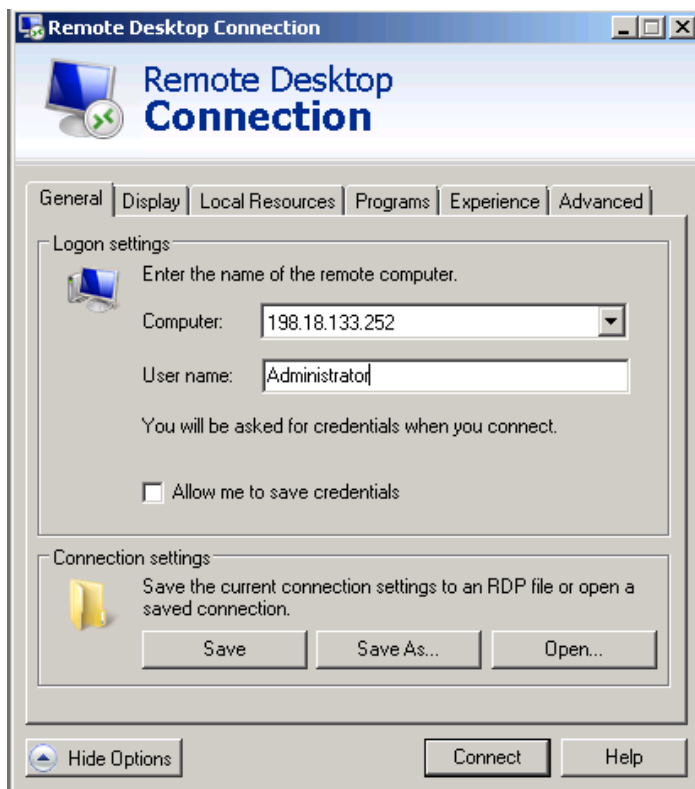 Remote Desktop Connection
Remote Desktop
Connection
General Display Local Resources Programs Experience Advanced
Logon settings
Enter the name of the remote computer.
Computer: 198.18.133.252
User name: Administrator
You will be asked for credentials when you connect.
Allow me to save credentials
Connection settings
Save the current connection settings to an RDP file or open a
saved connection.
Save Save As... Open...
Hide Options Connect Help